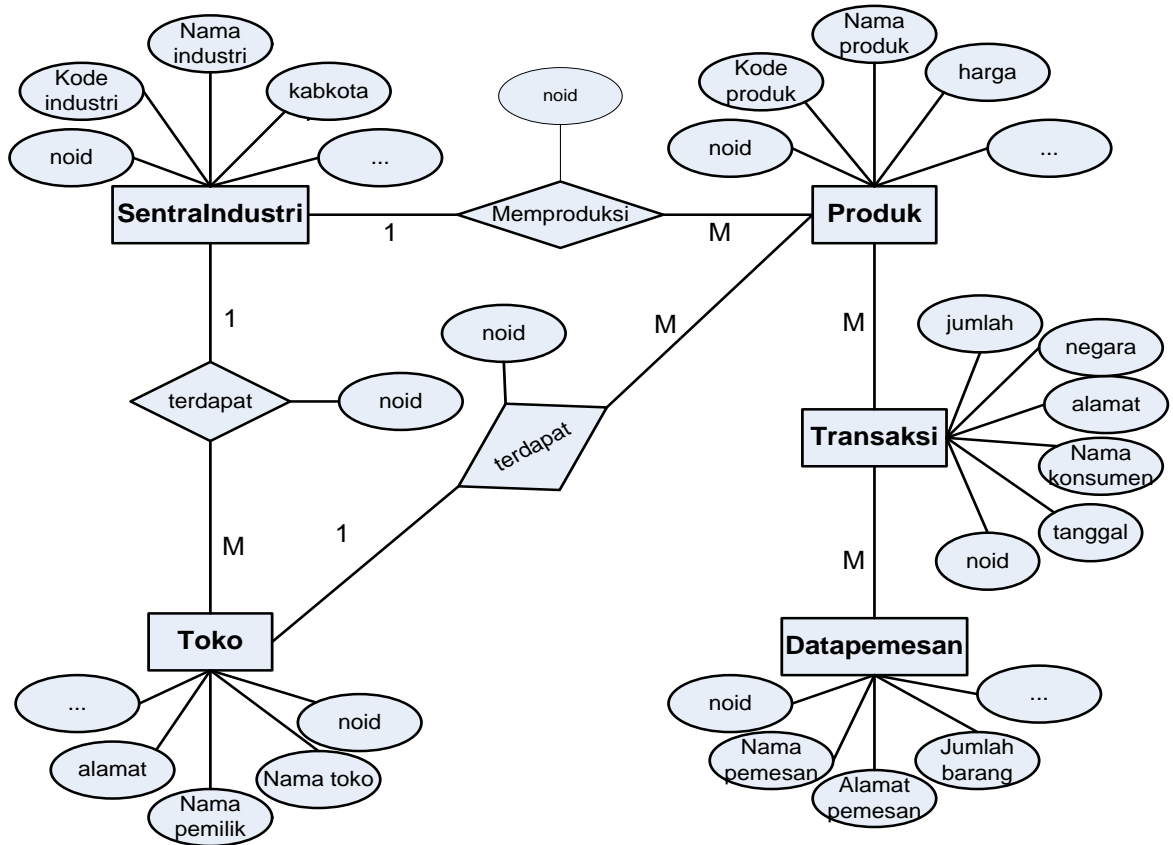 Nama
industri
Kode
industri
kabkota
noid
...
SentraIndustri
noid
Memproduksi
1
M
Nama
produk
Kode
produk
harga
noid
...
Produk
1
terdapat
noid
M
noid
terdapat
M
1
M
jumlah
negara
alamat
Transaksi
Nama
konsumen
tanggal
noid
M
Toko
...
noid
alamat
Nama toko
Nama
pemilik
Datapemesan
noid
...
Nama
pemesan
Jumlah
barang
Alamat
pemesan